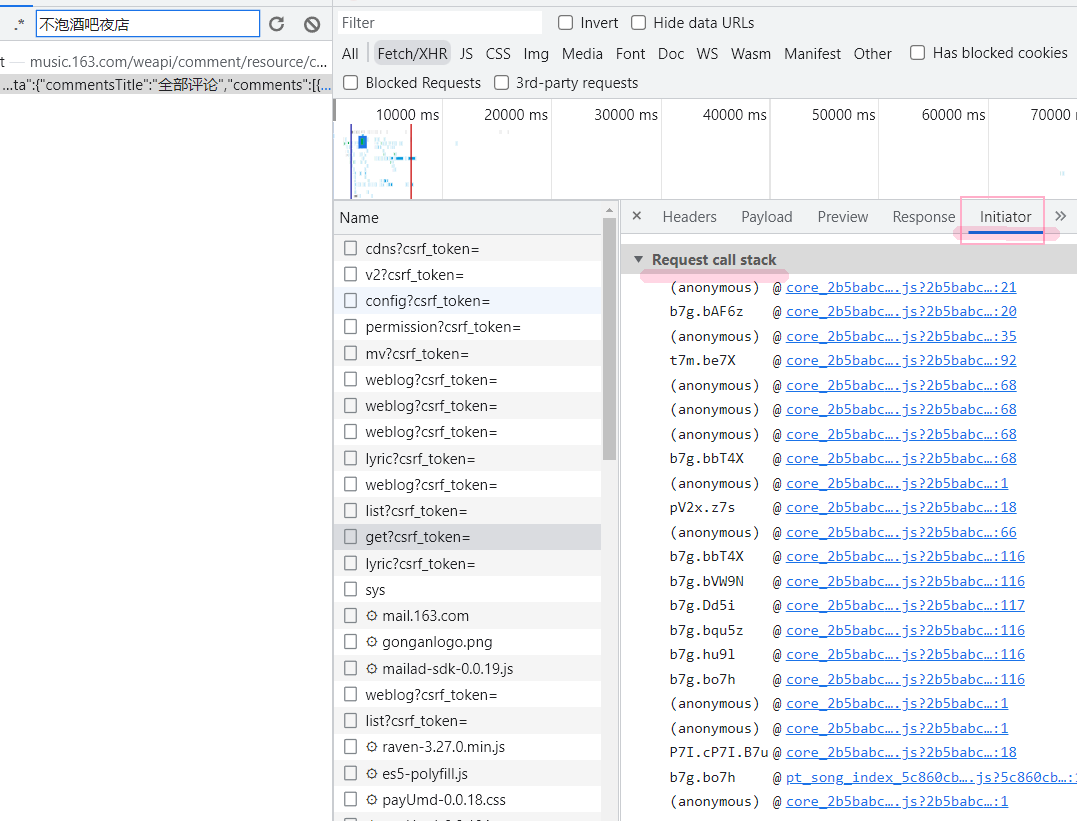 .* 不泡酒吧夜店
t — music.163.com/weapi/comment/resource/c...
...ta":{"commentsTitle":"全部评论","comments":[{,...
Filter
Invert
Hide data URLs
All
Fetch/XHR
JS
CSS
Img
Media
Font
Doc
WS
Wasm
Manifest
Other
Has blocked cookies
Blocked Requests
3rd-party requests
10000 ms
20000 ms
30000 ms
40000 ms
50000 ms
60000 ms
70000
Name
cdns?csrf_token=
v2?csrf_token=
config?csrf_token=
permission?csrf_token=
mv?csrf_token=
weblog?csrf_token=
weblog?csrf_token=
weblog?csrf_token=
lyric?csrf_token=
weblog?csrf_token=
list?csrf_token=
get?csrf_token=
lyric?csrf_token=
sys
mail.163.com
gonganlogo.png
mailad-sdk-0.0.19.js
weblog?csrf_token=
list?csrf_token=
raven-3.27.0.min.js
es5-polyfill.js
payUmd-0.0.18.css
× Headers Payload Preview Response Initiator »
▼ Request call stack
(anonymous) @ core_2b5babc….js?2b5babc…:21
b7g.bAF6z @ core_2b5babc….js?2b5babc…:20
(anonymous) @ core_2b5babc….js?2b5babc…:35
t7m.be7X @ core_2b5babc….js?2b5babc…:92
(anonymous) @ core_2b5babc….js?2b5babc…:68
(anonymous) @ core_2b5babc….js?2b5babc…:68
(anonymous) @ core_2b5babc….js?2b5babc…:68
b7g.bbT4X @ core_2b5babc….js?2b5babc…:68
(anonymous) @ core_2b5babc….js?2b5babc…:1
pV2x.z7s @ core_2b5babc….js?2b5babc…:18
(anonymous) @ core_2b5babc….js?2b5babc…:66
b7g.bbT4X @ core_2b5babc….js?2b5babc…:116
b7g.bVW9N @ core_2b5babc….js?2b5babc…:116
b7g.Dd5i @ core_2b5babc….js?2b5babc…:117
b7g.bqu5z @ core_2b5babc….js?2b5babc…:116
b7g.hu9l @ core_2b5babc….js?2b5babc…:116
b7g.bo7h @ core_2b5babc….js?2b5babc…:116
(anonymous) @ core_2b5babc….js?2b5babc…:1
(anonymous) @ core_2b5babc….js?2b5babc…:1
P7I.cP7I.B7u @ core_2b5babc….js?2b5babc…:18
b7g.bo7h @ pt_song_index_5c860cb….js?5c860cb…:
(anonymous) @ core_2b5babc….js?2b5babc…:1